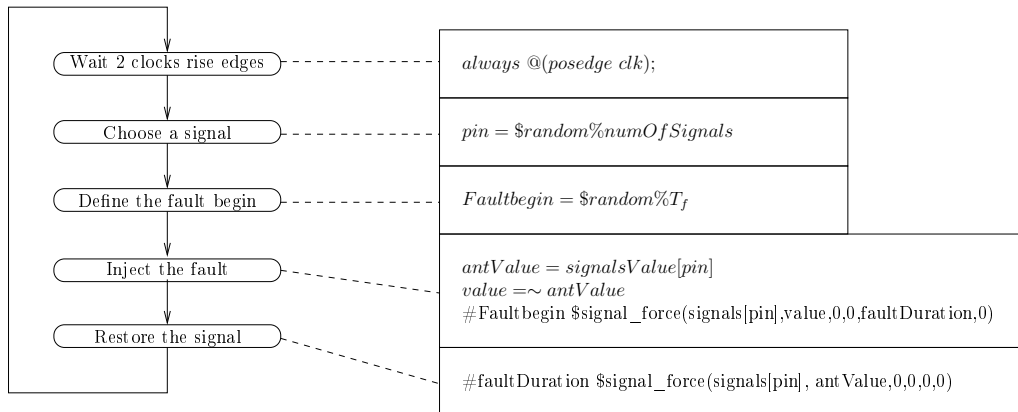 Wait 2 clocks rise edges
always @(posedge clk);
Choose a signal
pin = $random%numOfSignals
Define the fault begin
Faultbegin = $random%T_f
Inject the fault
antValue = signalsValue[pin]
value =∼ antValue
#Faultbegin $signal_force(signals[pin],value,0,0,faultDuration,0)
Restore the signal
#faultDuration $signal_force(signals[pin], antValue,0,0,0,0)